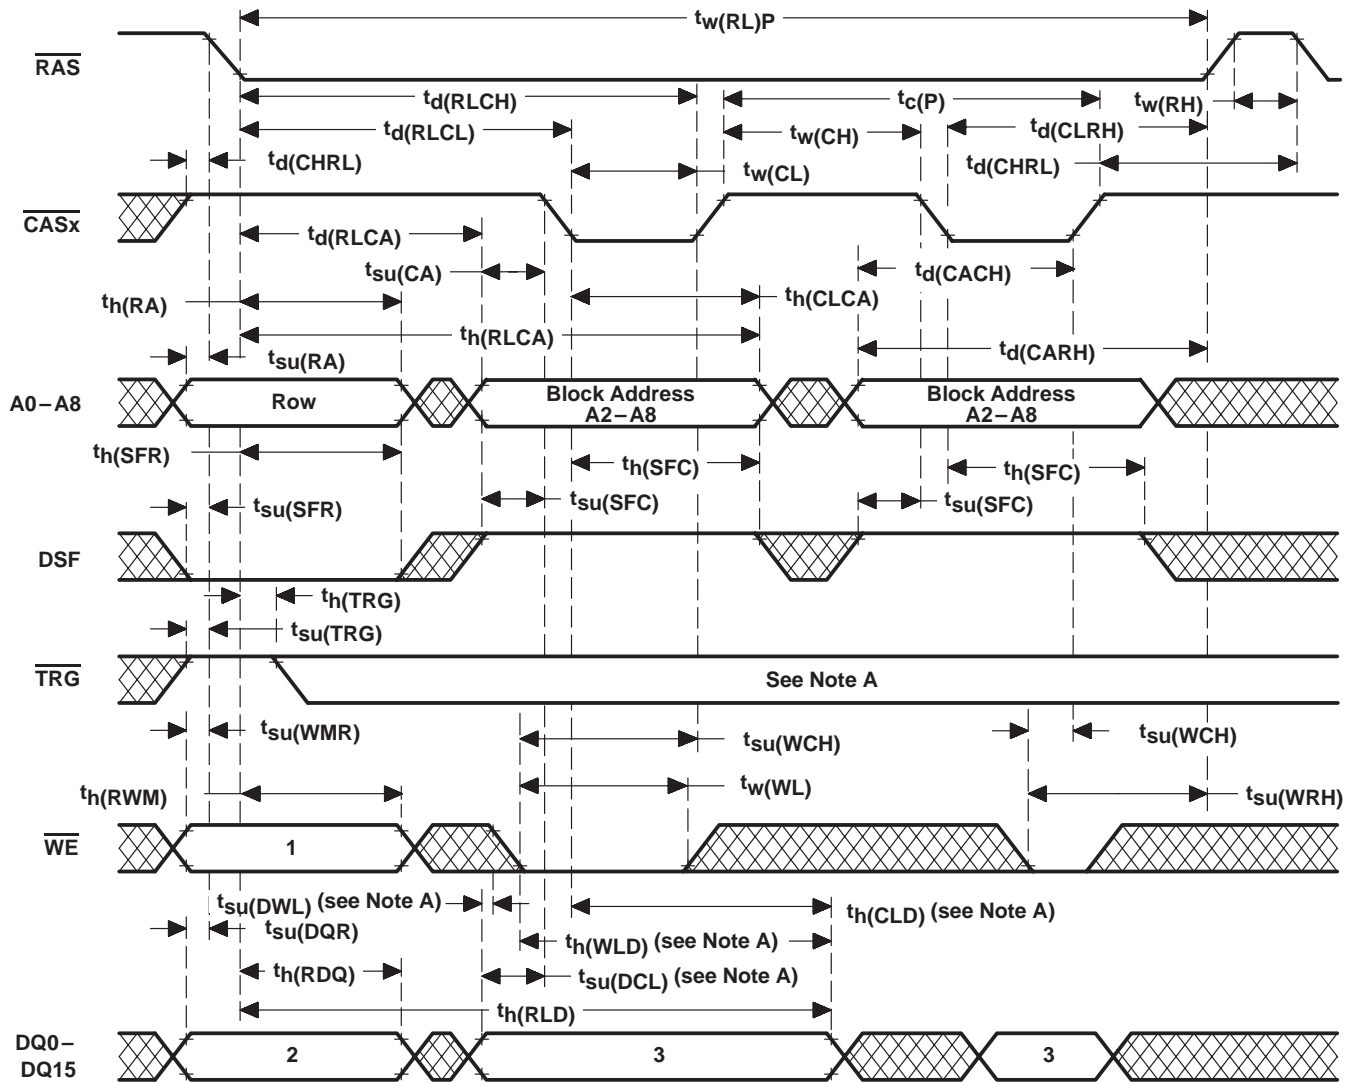 tw(RL)P
RAS
td(RLCH)
tc(P)
tw(RH)
td(RLCL)
tw(CH)
td(CLRH)
td(CHRL)
tw(CL)
td(CHRL)
CASx
td(RLCA)
tsu(CA)
td(CACH)
th(RA)
th(CLCA)
th(RLCA)
tsu(RA)
td(CARH)
A0–A8
Row
Block Address
A2–A8
Block Address
A2–A8
th(SFR)
th(SFC)
th(SFC)
tsu(SFR)
tsu(SFC)
tsu(SFC)
DSF
th(TRG)
tsu(TRG)
TRG
See Note A
tsu(WMR)
tsu(WCH)
tsu(WCH)
th(RWM)
tw(WL)
tsu(WRH)
WE
1
tsu(DWL) (see Note A)
th(CLD) (see Note A)
tsu(DQR)
th(WLD) (see Note A)
th(RDQ)
tsu(DCL) (see Note A)
th(RLD)
DQ0–
DQ15
2
3
3